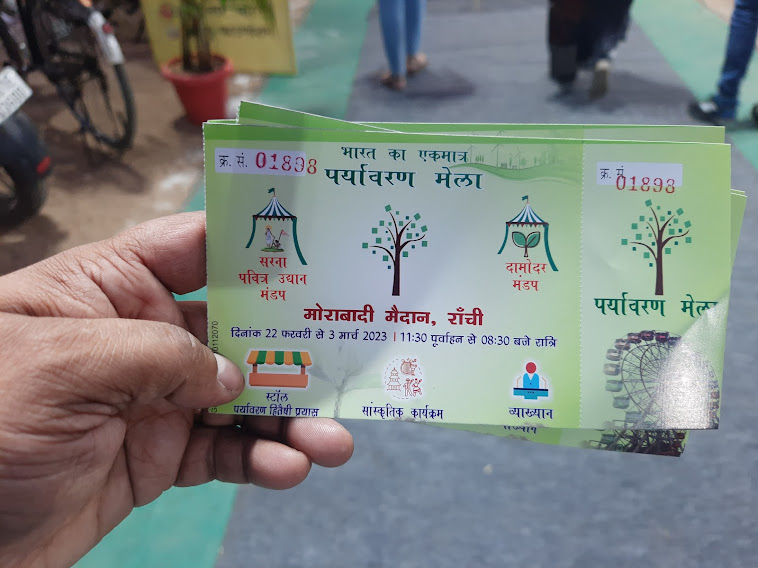 क्र. सं. 01898
भारत का एकमात्र
पर्यावरण मेला
सरना
पवित्र उद्यान
मंडप
दामोदर
मंडप
मोराबादी मैदान, राँची
दिनांक 22 फरवरी से 3 मार्च 2023 | 11:30 पूर्वाहन से 08:30 बजे रात्रि
स्टॉल
पर्यावरण हितैषी प्रयास
सांस्कृतिक कार्यक्रम
व्याख्यान
क्र. सं.
01898
पर्यावरण मेला